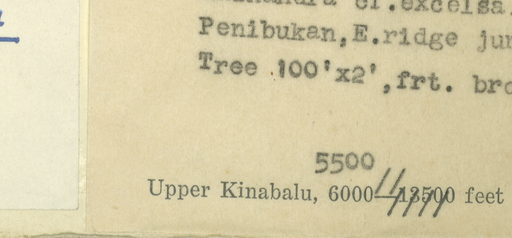 cf.excelsa
Penibukan,E.ridge
Tree 100'x2',frt.
5500
Upper Kinabalu, 6000—13500 feet